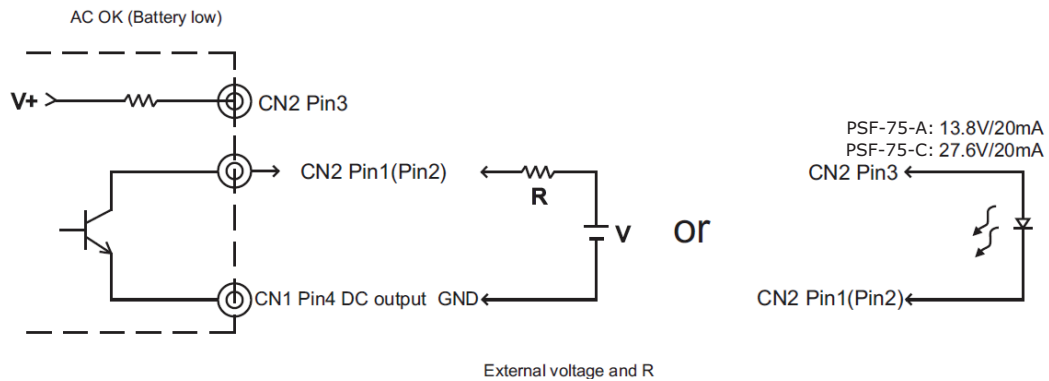 AC OK (Battery low)
V+
CN2 Pin3
CN2 Pin1(Pin2)
R
V
CN1 Pin4 DC output GND
or
PSF-75-A: 13.8V/20mA
PSF-75-C: 27.6V/20mA
CN2 Pin3
CN2 Pin1(Pin2)
External voltage and R